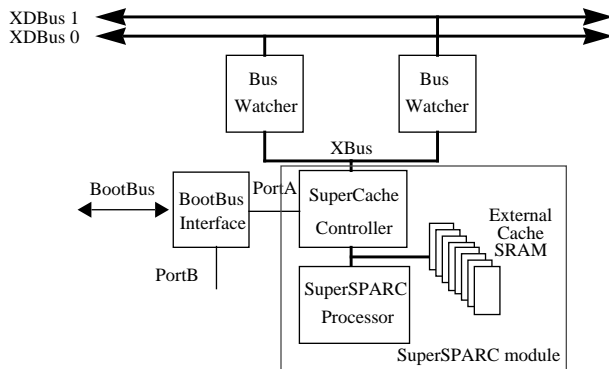 XDBus 1
XDBus 0
Bus
Watcher
Bus
Watcher
XBus
BootBus
BootBus
Interface
PortA
SuperCache
Controller
External
Cache
SRAM
PortB
SuperSPARC
Processor
SuperSPARC module